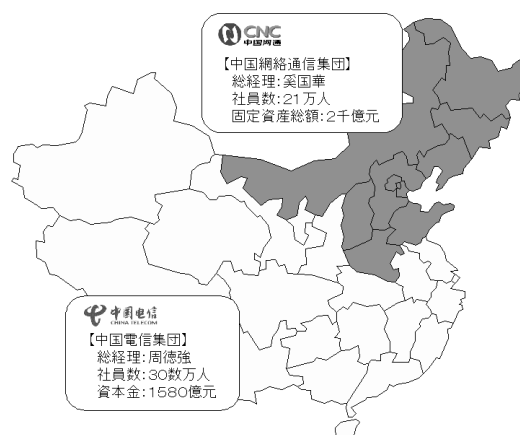 CNC
中国网通
【中国網絡通信集団】
総経理:奚国華
社員数:21万人
固定資産総額:2千億元
中国电信
CHINA TELECOM
【中国電信集団】
総経理:周徳強
社員数:30数万人
資本金:1580億元